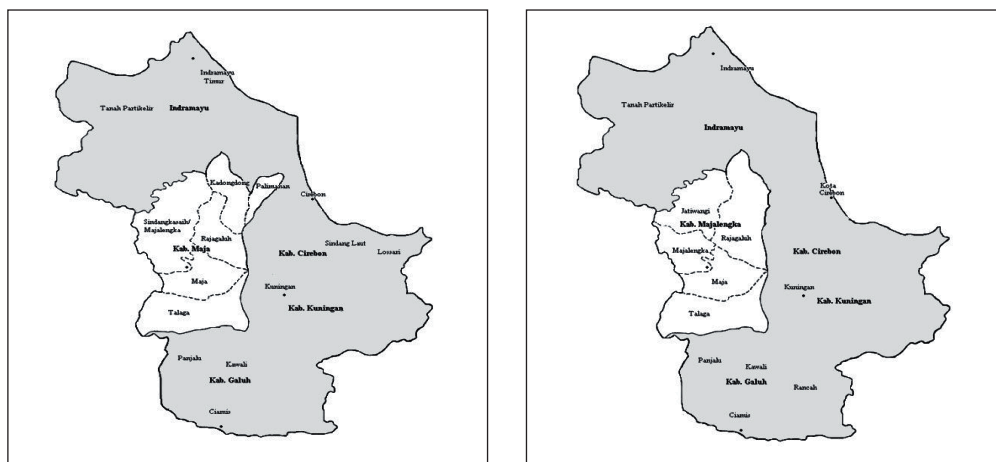 Indramayu
Timur
Tanah Partikelir
Indramayu
Kadongdong
Palimanan
Cirebon
Sindangkasaih/
Majalengka
Rajagaluh
Kab. Maja
Sindang Laut
Kab. Cirebon
Lossari
Maja
Kuningan
Kab. Kuningan
Talaga
Panjalu
Kawali
Kab. Galuh
Ciamis
Indramayu
Tanah Partikelir
Indramayu
Kota
Cirebon
Jatiwangi
Kab. Majalengka
Rajagaluh
Majalengka
Kab. Cirebon
Maja
Kuningan
Kab. Kuningan
Talaga
Panjalu
Kawali
Kab. Galuh
Rancah
Ciamis